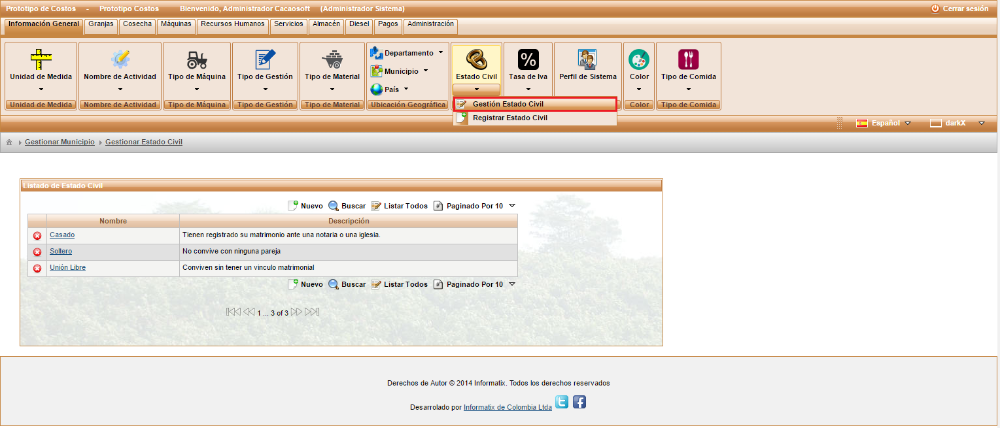 Prototipo de Costos - Prototipo Costos Bienvenido, Administrador Cacaosoft (Administrador Sistema) Cerrar sesión
Información General Granjas Cosecha Máquinas Recursos Humanos Servicios Almacén Diesel Pagos Administración
Departamento
Unidad de Medida Nombre de Actividad Tipo de Máquina Tipo de Gestión Tipo de Material Municipio Estado Civil Tasa de Iva Perfil de Sistema Color Tipo de Comida
País
Unidad de Medida Nombre de Actividad Tipo de Máquina Tipo de Gestión Tipo de Material Ubicación Geográfica Color Tipo de Comida
Gestión Estado Civil
Registrar Estado Civil
Español darkX
Gestionar Municipio Gestionar Estado Civil
Listado de Estado Civil
Nuevo Buscar Listar Todos Paginado Por 10
Nombre Descripción
Casado Tienen registrado su matrimonio ante una notaria o una iglesia.
Soltero No convive con ninguna pareja
Unión Libre Conviven sin tener un vinculo matrimonial
Nuevo Buscar Listar Todos Paginado Por 10
1 ... 3 of 3
Derechos de Autor © 2014 Informatix. Todos los derechos reservados
Desarrolado por Informatix de Colombia Ltda